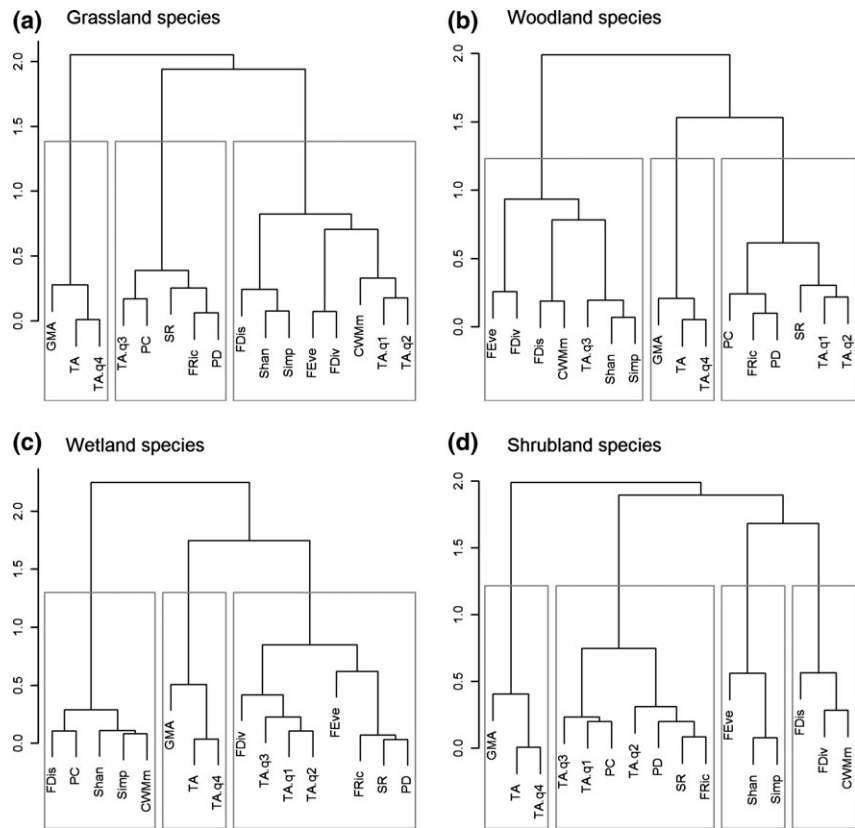 (a) Grassland species
2.0
1.5
1.0
0.5
0.0
GMA
TA
TA.q4
TA.q3
PC
SR
FRic
PD
FDis
Shan
Simp
FEve
FDiv
CWMm
TA.q1
TA.q2
(b) Woodland species
2.0
1.5
1.0
0.5
0.0
FEve
FDiv
FDis
CWMm
TA.q3
Shan
Simp
GMA
TA
TA.q4
PC
FRic
PD
SR
TA.q1
TA.q2
(c) Wetland species
2.0
1.5
1.0
0.5
0.0
FDis
PC
Shan
Simp
CWMm
GMA
TA
TA.q4
FDiv
TA.q3
TA.q1
TA.q2
FEve
FRic
SR
PD
(d) Shrubland species
2.0
1.5
1.0
0.5
0.0
GMA
TA
TA.q4
TA.q3
TA.q1
PC
TA.q2
PD
SR
FRic
FEve
Shan
Simp
FDis
FDiv
CWMm